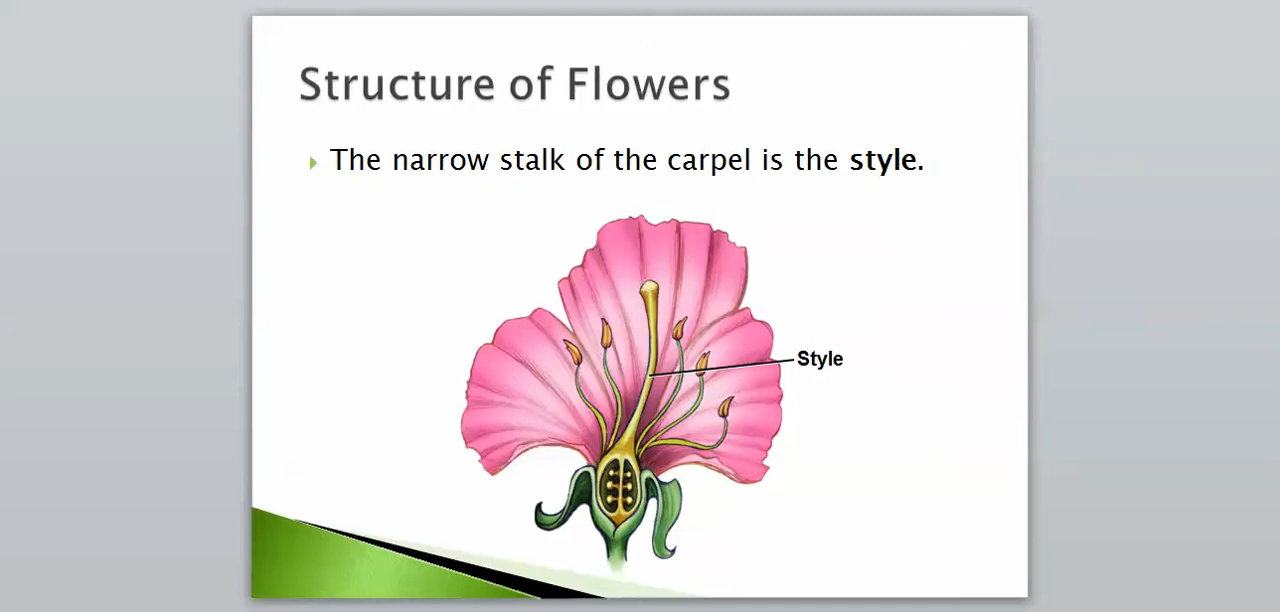 Structure of Flowers
The narrow stalk of the carpel is the style.
Style